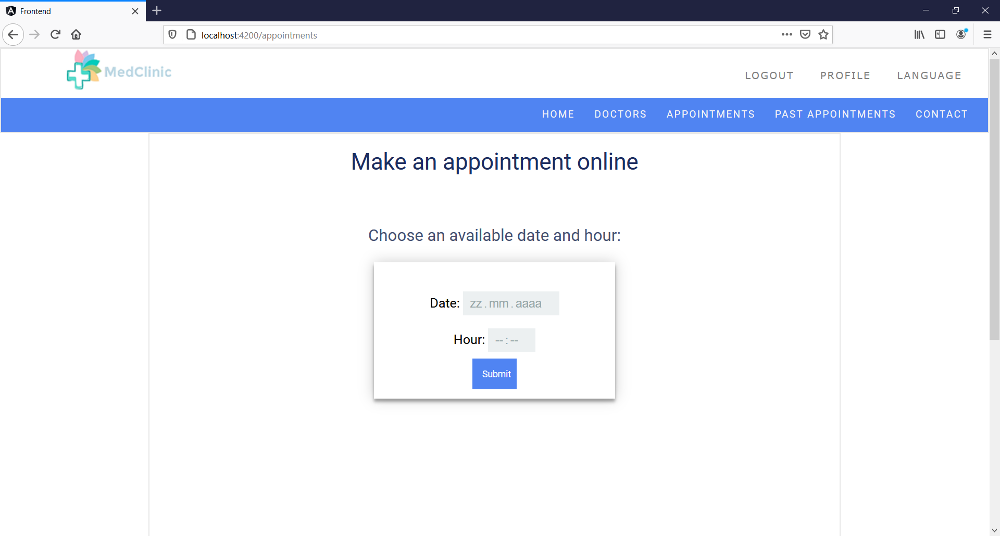 Frontend
localhost:4200/appointments
MedClinic
LOGOUT PROFILE LANGUAGE
HOME DOCTORS APPOINTMENTS PAST APPOINTMENTS CONTACT
Make an appointment online
Choose an available date and hour:
Date: zz.mm.aaaa
Hour: --:--
Submit